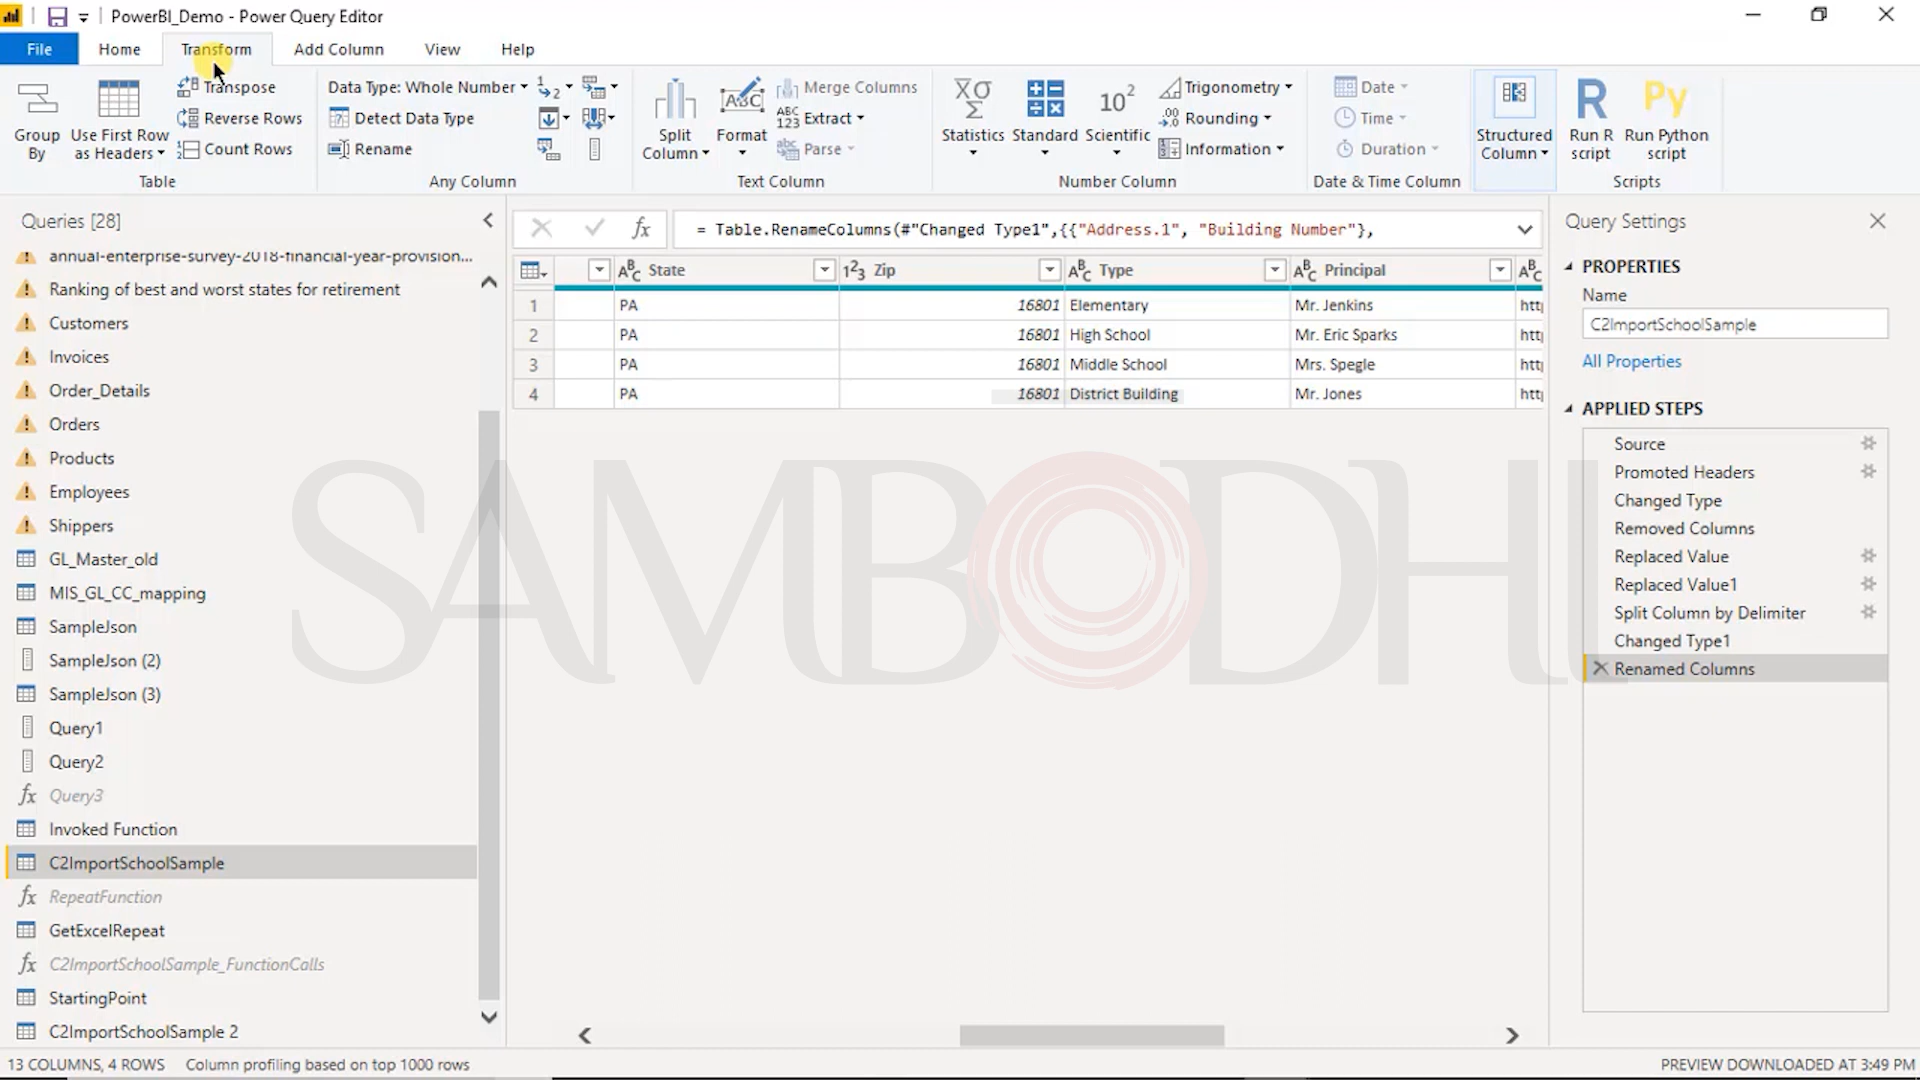 PowerBI_Demo - Power Query Editor
File Home Transform Add Column View Help
Group By
Use First Row as Headers
Transpose
Reverse Rows
Count Rows
Table
Data Type: Whole Number
Detect Data Type
Rename
Any Column
Split Column
Format
Merge Columns
Extract
Parse
Text Column
Statistics
Standard
Scientific
Trigonometry
Rounding
Information
Number Column
Date
Time
Duration
Date & Time Column
Structured Column
Run R script
Run Python script
Scripts
Queries [28]
annual-enterprise-survey-2018-financial-year-provision...
Ranking of best and worst states for retirement
Customers
Invoices
Order_Details
Orders
Products
Employees
Shippers
GL_Master_old
MIS_GL_CC_mapping
SampleJson
SampleJson (2)
SampleJson (3)
Query1
Query2
Query3
Invoked Function
C2ImportSchoolSample
RepeatFunction
GetExcelRepeat
C2ImportSchoolSample_FunctionCalls
StartingPoint
C2ImportSchoolSample 2
= Table.RenameColumns(#"Changed Type1",{{"Address.1", "Building Number"},
State Zip Type Principal
1 PA 16801 Elementary Mr. Jenkins htt
2 PA 16801 High School Mr. Eric Sparks htt
3 PA 16801 Middle School Mrs. Spegle htt
4 PA 16801 District Building Mr. Jones htt
SAMBODHI
Query Settings
PROPERTIES
Name
C2ImportSchoolSample
All Properties
APPLIED STEPS
Source
Promoted Headers
Changed Type
Removed Columns
Replaced Value
Replaced Value1
Split Column by Delimiter
Changed Type1
Renamed Columns
13 COLUMNS, 4 ROWS Column profiling based on top 1000 rows
PREVIEW DOWNLOADED AT 3:49 PM